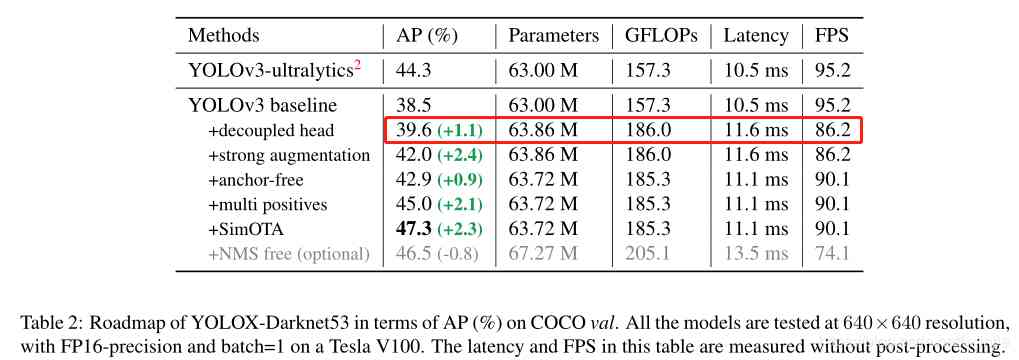 Methods AP (%) Parameters GFLOPs Latency FPS
YOLOv3-ultralytics2 44.3 63.00 M 157.3 10.5 ms 95.2
YOLOv3 baseline 38.5 63.00 M 157.3 10.5 ms 95.2
+decoupled head 39.6 (+1.1) 63.86 M 186.0 11.6 ms 86.2
+strong augmentation 42.0 (+2.4) 63.86 M 186.0 11.6 ms 86.2
+anchor-free 42.9 (+0.9) 63.72 M 185.3 11.1 ms 90.1
+multi positives 45.0 (+2.1) 63.72 M 185.3 11.1 ms 90.1
+SimOTA 47.3 (+2.3) 63.72 M 185.3 11.1 ms 90.1
+NMS free (optional) 46.5 (-0.8) 67.27 M 205.1 13.5 ms 74.1
Table 2: Roadmap of YOLOX-Darknet53 in terms of AP (%) on COCO val. All the models are tested at 640×640 resolution,
with FP16-precision and batch=1 on a Tesla V100. The latency and FPS in this table are measured without post-processing.